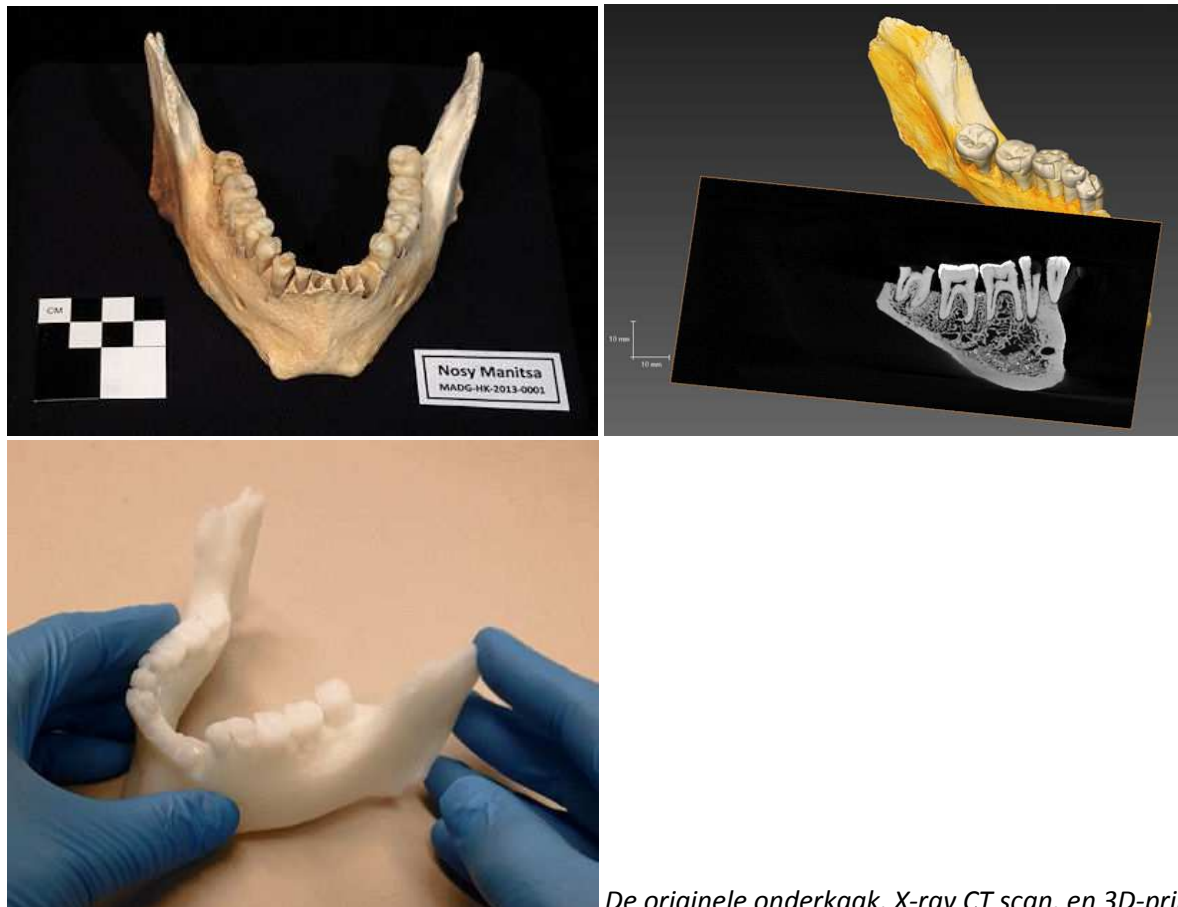 CM
Nosy Manitsa
MADG-HK-2013-0001
10 mm
10 mm
De originele onderkaak, X-ray CT scan, en 3D-pri